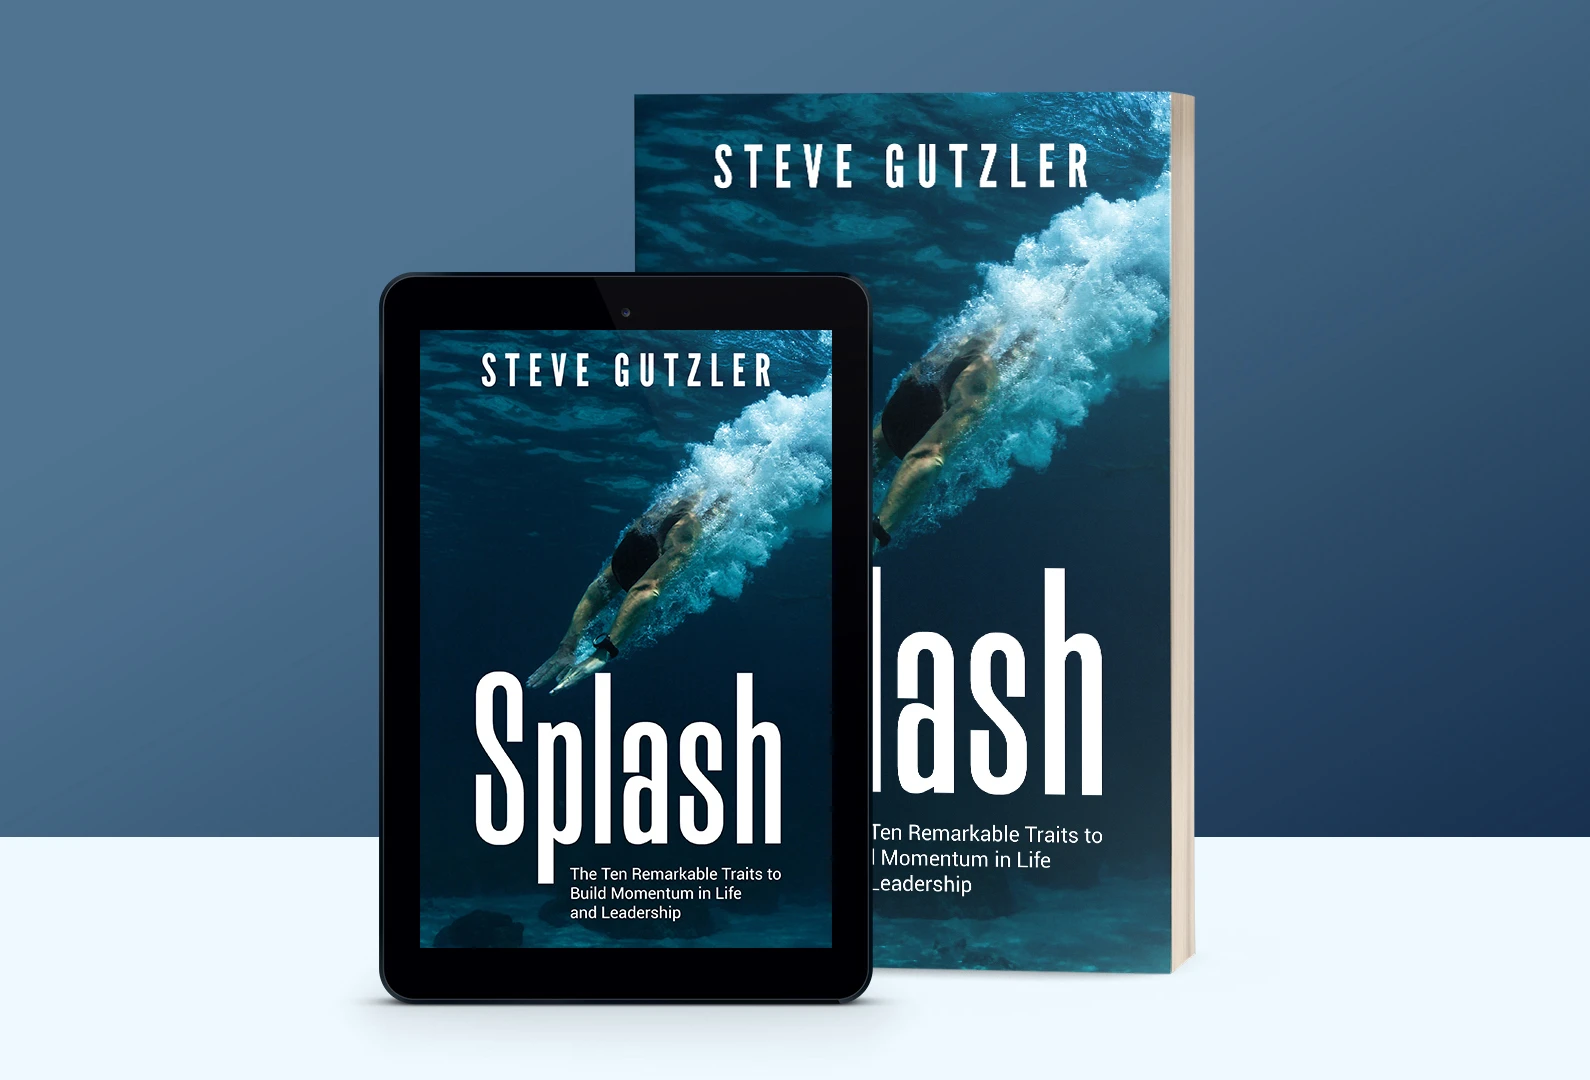 STEVE GUTZLER
Splash
The Ten Remarkable Traits to
Build Momentum in Life
and Leadership
STEVE GUTZLER
lash
Ten Remarkable Traits to
Momentum in Life
Leadership